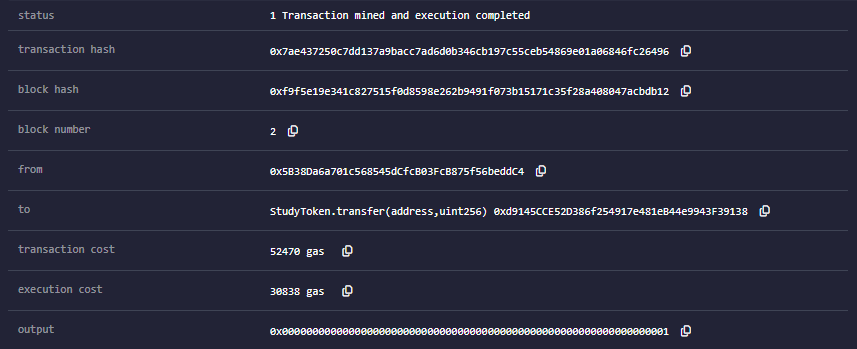 status 1 Transaction mined and execution completed
transaction hash 0x7ae437250c7dd137a9bacc7ad6d0b346cb197c55ceb54869e01a06846fc26496
block hash 0xf9f5e19e341c827515f0d8598e262b9491f073b15171c35f28a408047acbdb12
block number 2
from 0x5B38Da6a701c568545dCfcB03FcB875f56beddC4
to StudyToken.transfer(address,uint256) 0xd9145CCE52D386f254917e481eB44e9943F39138
transaction cost 52470 gas
execution cost 30838 gas
output 0x0000000000000000000000000000000000000000000000000000000000000001